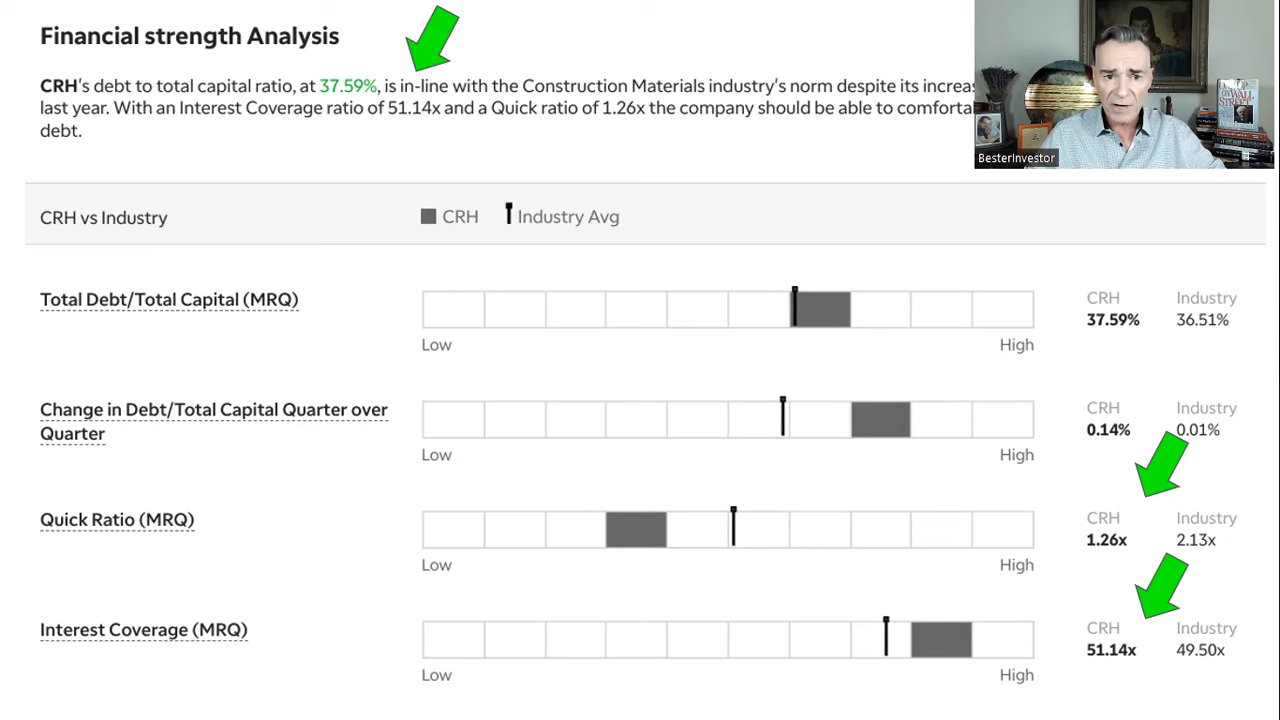 Financial strength Analysis
CRH's debt to total capital ratio, at 37.59%, is in-line with the Construction Materials industry's norm despite its increas
last year. With an Interest Coverage ratio of 51.14x and a Quick ratio of 1.26x the company should be able to comforta
debt.
BesterInvestor
CRH vs Industry
CRH
Industry Avg
Total Debt/Total Capital (MRQ)
Low
High
CRH
Industry
37.59%
36.51%
Change in Debt/Total Capital Quarter over
Quarter
Low
High
CRH
Industry
0.14%
0.01%
Quick Ratio (MRQ)
Low
High
CRH
Industry
1.26x
2.13x
Interest Coverage (MRQ)
Low
High
CRH
Industry
51.14x
49.50x